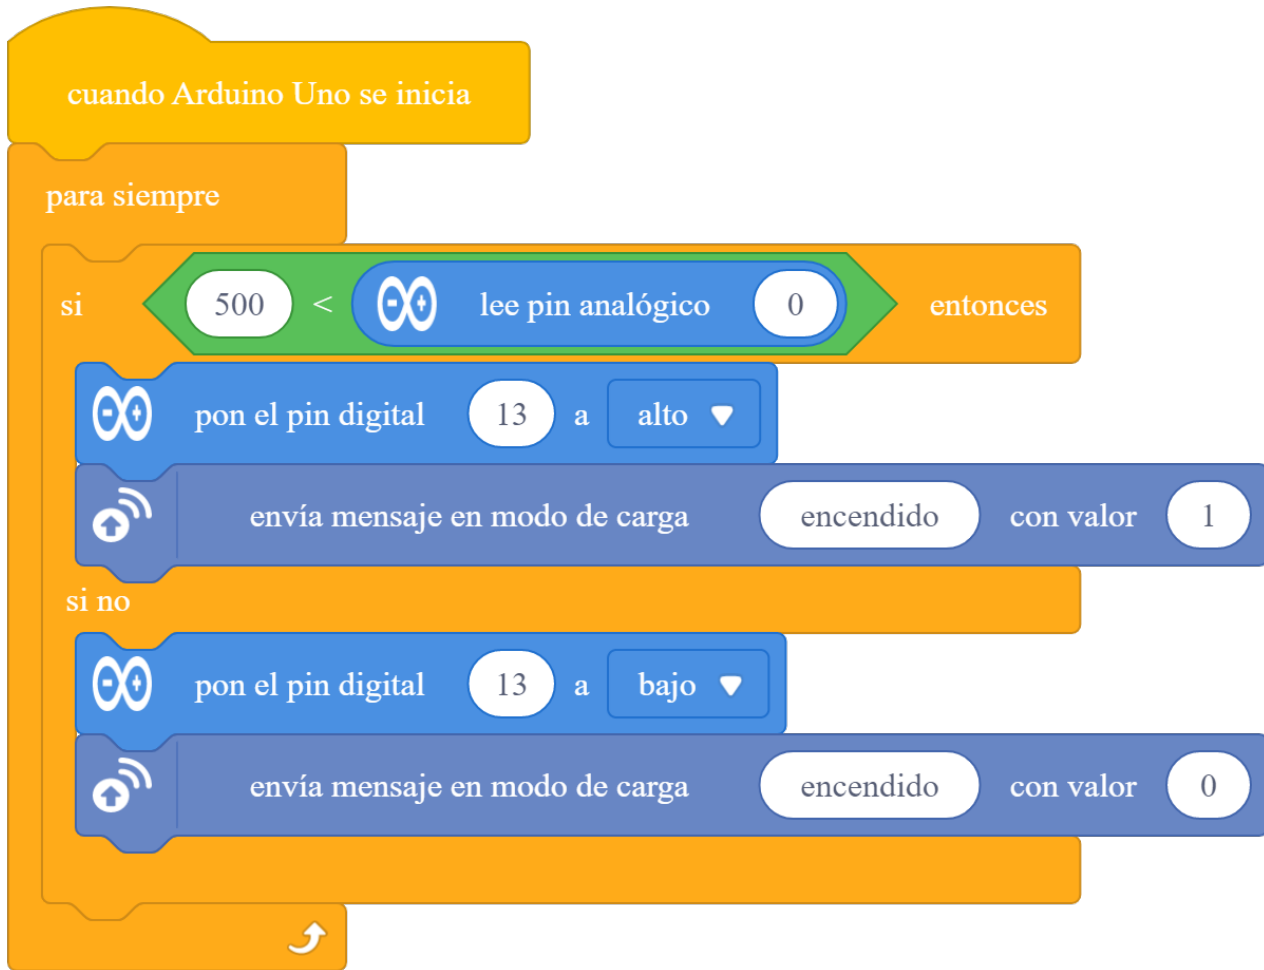 cuando Arduino Uno se inicia
para siempre
si 500 < lee pin analógico 0 entonces
pon el pin digital 13 a alto
envía mensaje en modo de carga encendido con valor 1
si no
pon el pin digital 13 a bajo
envía mensaje en modo de carga encendido con valor 0